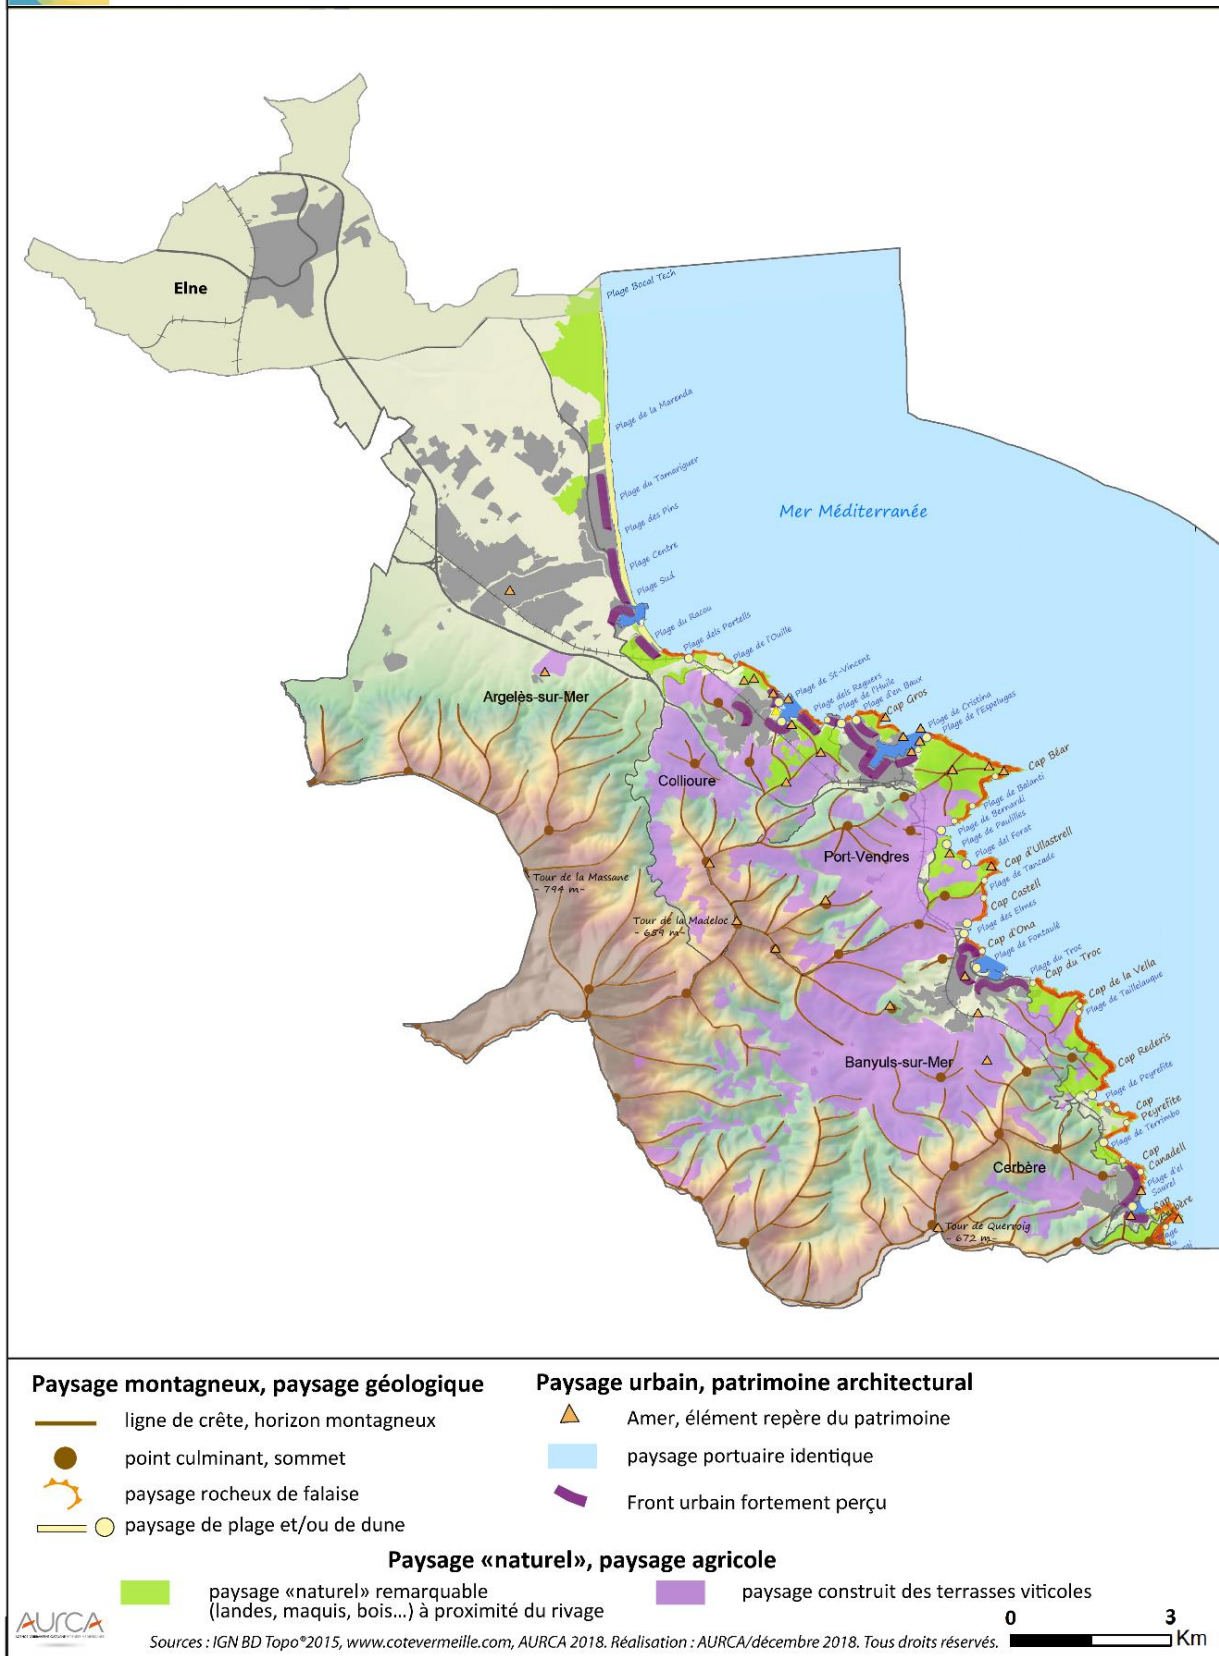 Elne
Plage Bocal Tech
Plage de la Marenda
Plage du Tamariguer
Plage des Pins
Mer Méditerranée
Plage Centre
Plage Sud
Plage du Racou
Plage dels Portells
Plage de l'Ouille
Plage de St-Vincent
Plage dels Reguers
Plage de l'Huile
Plage d'en Baux
Cap Gros
Plage de Cristina
Plage de l'Espelugas
Argelès-sur-Mer
Cap Béar
Collioure
Plage de Balanti
Plage de Bernardi
Plage de Paulilles
Plage del Forat
Port-Vendres
Cap d'Ullastrell
Plage de Tancade
Tour de la Massane
- 794 m-
Cap Castell
Tour de la Madeloc
- 659 m-
Plage des Elmes
Cap d'Ona
Plage de Fontaulé
Plage du Troc
Cap du Troc
Cap de la Vella
Plage de Taillelauque
Banyuls-sur-Mer
Cap Rederis
Plage de Peyrefite
Cap
Peyrefite
Plage de Terrimbo
Cerbère
Cap
Canadell
Plage d'el
Saurel
Cap
Tour de Querroig
- 672 m-
Paysage montagneux, paysage géologique
ligne de crête, horizon montagneux
point culminant, sommet
paysage rocheux de falaise
paysage de plage et/ou de dune
Paysage urbain, patrimoine architectural
Amer, élément repère du patrimoine
paysage portuaire identique
Front urbain fortement perçu
Paysage «naturel», paysage agricole
paysage «naturel» remarquable
(landes, maquis, bois...) à proximité du rivage
paysage construit des terrasses viticoles
0 3
Km
AURCA
Sources : IGN BD Topo®2015, www.cotevermeille.com, AURCA 2018. Réalisation : AURCA/décembre 2018. Tous droits réservés.